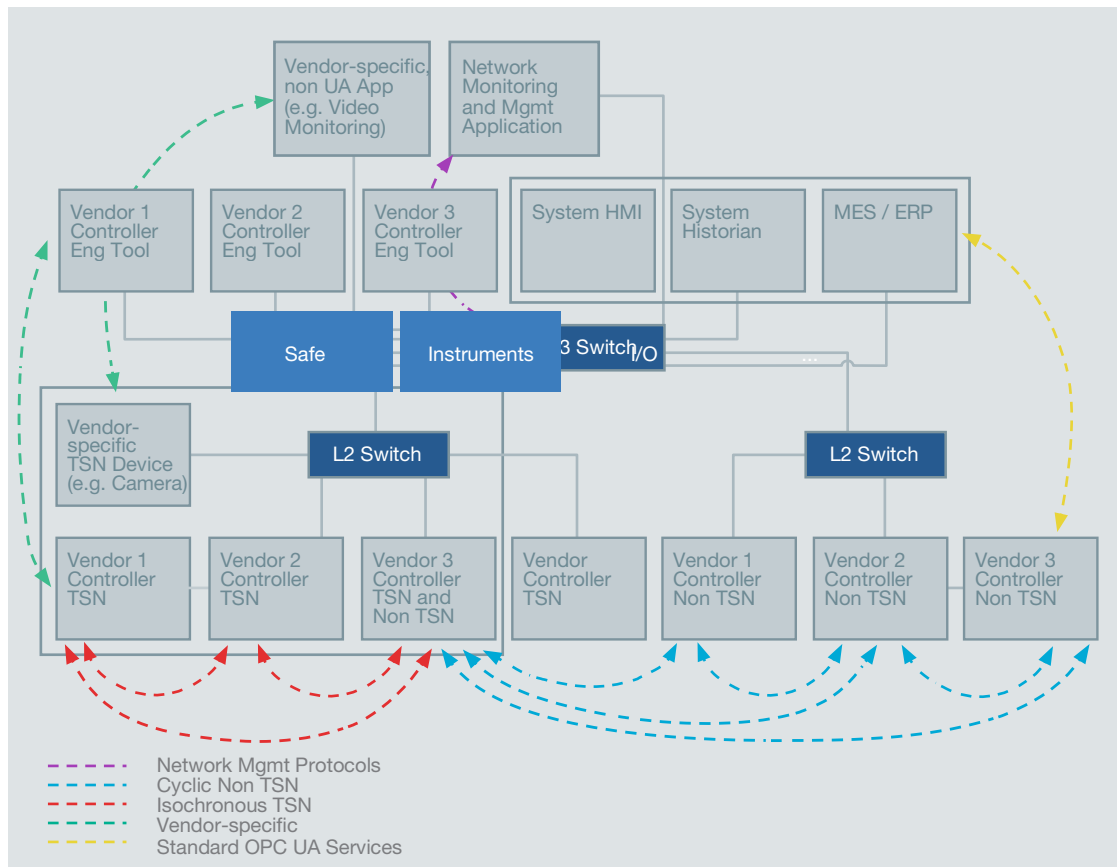 Vendor-specific,
non UA App
(e.g. Video
Monitoring)
Network
Monitoring
and Mgmt
Application
Vendor 1
Controller
Eng Tool
Vendor 2
Controller
Eng Tool
Vendor 3
Controller
Eng Tool
System HMI
System
Historian
MES / ERP
Safe
Instruments
3 Switch
I/O
...
Vendor-
specific
TSN Device
(e.g. Camera)
L2 Switch
L2 Switch
Vendor 1
Controller
TSN
Vendor 2
Controller
TSN
Vendor 3
Controller
TSN and
Non TSN
Vendor
Controller
TSN
Vendor 1
Controller
Non TSN
Vendor 2
Controller
Non TSN
Vendor 3
Controller
Non TSN
Network Mgmt Protocols
Cyclic Non TSN
Isochronous TSN
Vendor-specific
Standard OPC UA Services